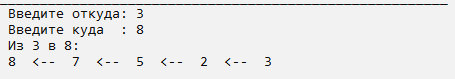 Введите откуда: 3
Введите куда  : 8
Из 3 в 8:
8  <--  7  <--  5  <--  2  <--  3